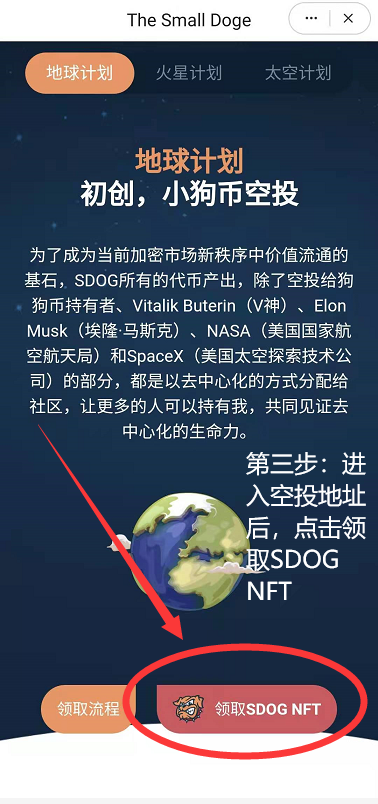 The Small Doge
地球计划 火星计划 太空计划
地球计划
初创，小狗币空投
为了成为当前加密市场新秩序中价值流通的
基石，SDOG所有的代币产出，除了空投给狗
狗币持有者、Vitalik Buterin（V神）、Elon
Musk（埃隆·马斯克）、NASA（美国国家航
空航天局）和SpaceX（美国太空探索技术公
司）的部分，都是以去中心化的方式分配给
社区，让更多的人可以持有我，共同见证去
中心化的生命力。
第三步：进
入空投地址
后，点击领
取SDOG
NFT
领取流程 领取SDOG NFT